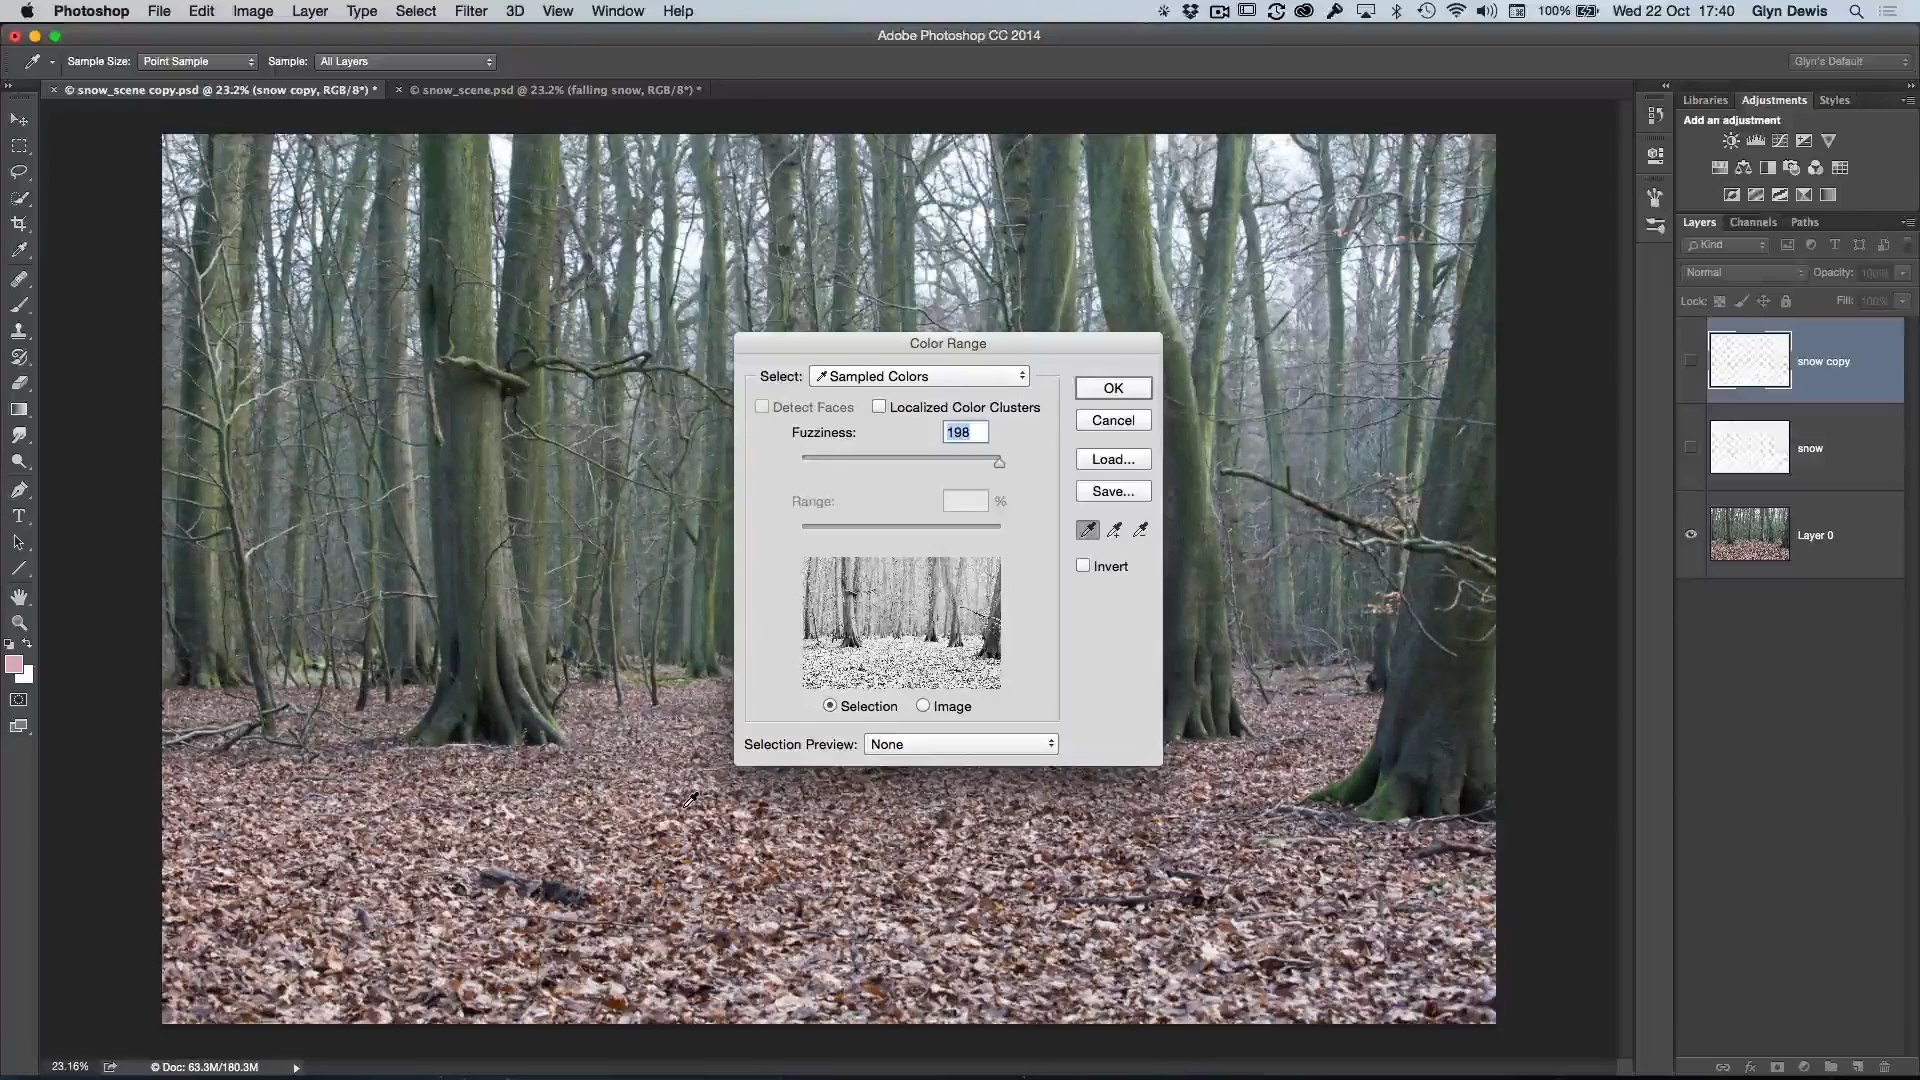 Photoshop File Edit Image Layer Type Select Filter 3D View Window Help 100% Wed 22 Oct 17:40 Glyn Dewis
Adobe Photoshop CC 2014
Sample Size: Point Sample Sample: All Layers Glyn's Default
© snow_scene copy.psd @ 23.2% (snow copy, RGB/8*) * © snow_scene.psd @ 23.2% (falling snow, RGB/8*) *
Libraries Adjustments Styles
Add an adjustment
Layers Channels Paths
Kind
Normal Opacity: 100%
Lock: Fill: 100%
snow copy
snow
Layer 0
Color Range
Select: Sampled Colors
OK
Detect Faces Localized Color Clusters
Cancel
Fuzziness: 198
Load...
Save...
Range: %
Invert
Selection Image
Selection Preview: None
23.16% © Doc: 63.3M/180.3M